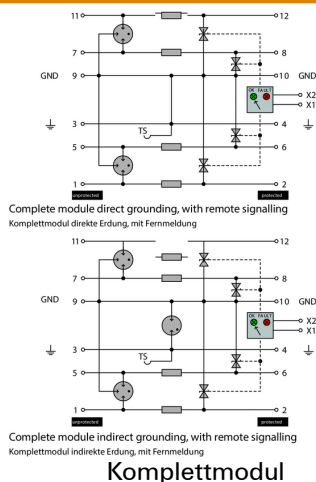 11 12
7 8
GND 9 10 GND
OK FAULT
X2
X1
3 4
TS
5 6
1 2
unprotected protected
Complete module direct grounding, with remote signalling
Komplettmodul direkte Erdung, mit Fernmeldung
11 12
7 8
GND 9 10 GND
OK FAULT
X2
X1
3 4
TS
5 6
1 2
unprotected protected
Complete module indirect grounding, with remote signalling
Komplettmodul indirekte Erdung, mit Fernmeldung
Komplettmodul